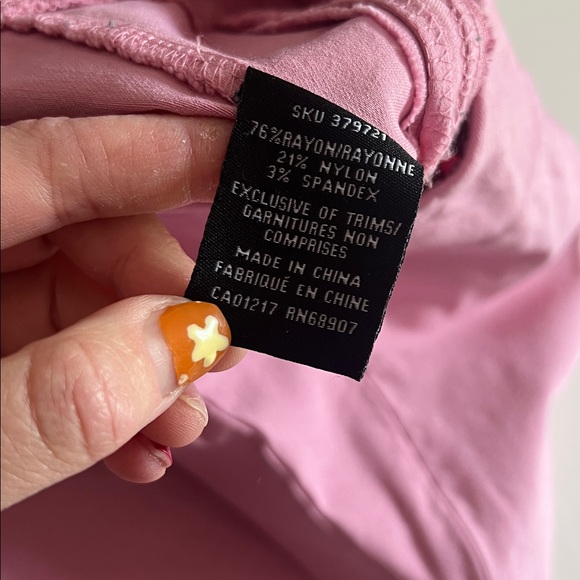 SKU 379721
76%RAYON/RAYONNE
21% NYLON
3% SPANDEX
EXCLUSIVE OF TRIMS/
GARNITURES NON
COMPRISES
MADE IN CHINA
FABRIQUÉ EN CHINE
CA01217 RN68907